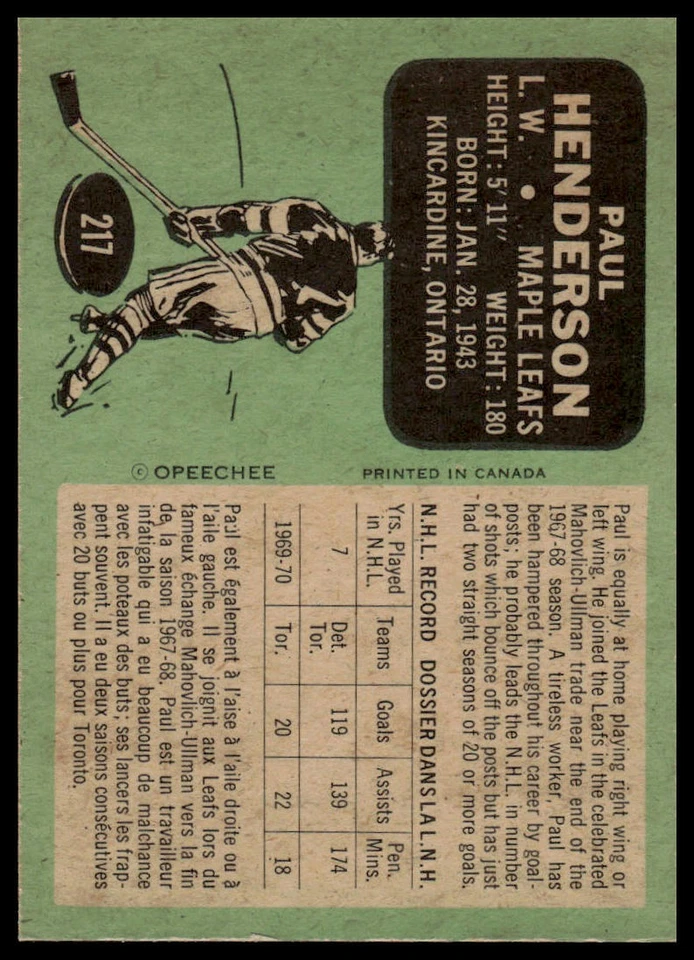 PAUL
HENDERSON
L. W. • MAPLE LEAFS
HEIGHT: 5'11" WEIGHT: 180
BORN: JAN. 28, 1943
KINCARDINE, ONTARIO
217
© OPEECHEE
PRINTED IN CANADA
Paul is equally at home playing right wing or
left wing. He joined the Leafs in the celebrated
Mahovlich-Ullman trade near the end of the
1967-68 season. A tireless worker, Paul has
been hampered throughout his career by goal-
posts; he probably leads the N.H.L. in number
of shots which bounce off the posts but has just
had two straight seasons of 20 or more goals.
N.H.L. RECORD DOSSIER DANS LA L.N.H.
Yrs. Played in N.H.L. Teams Goals Assists Pen. Mins.
7 Det. Tor. 119 139 174
1969-70 Tor. 20 22 18
Paul est également à l'aise à l'aile droite ou à
l'aile gauche. Il se joignit aux Leafs lors du
fameux échange Mahovlich-Ullman vers la fin
de la saison 1967-68. Paul est un travailleur
infatigable qui a eu beaucoup de malchance
avec les poteaux des buts; ses lancers les frap-
pent souvent. Il a eu deux saisons consécutives
avec 20 buts ou plus pour Toronto.